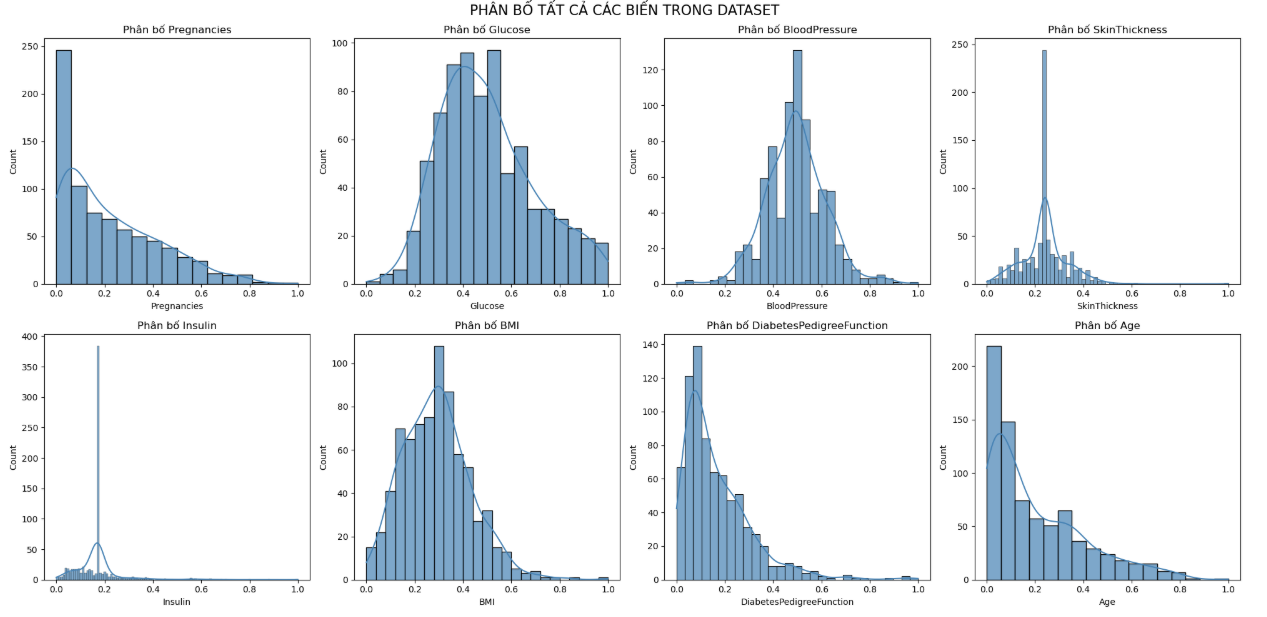 PHÂN BỐ TẤT CẢ CÁC BIẾN TRONG DATASET
Phân bố Pregnancies
250
200
150
100
50
0
Count
0.0 0.2 0.4 0.6 0.8 1.0
Pregnancies
Phân bố Glucose
100
80
60
40
20
0
Count
0.0 0.2 0.4 0.6 0.8 1.0
Glucose
Phân bố BloodPressure
120
100
80
60
40
20
0
Count
0.0 0.2 0.4 0.6 0.8 1.0
BloodPressure
Phân bố SkinThickness
250
200
150
100
50
0
Count
0.0 0.2 0.4 0.6 0.8 1.0
SkinThickness
Phân bố Insulin
400
350
300
250
200
150
100
50
0
Count
0.0 0.2 0.4 0.6 0.8 1.0
Insulin
Phân bố BMI
100
80
60
40
20
0
Count
0.0 0.2 0.4 0.6 0.8 1.0
BMI
Phân bố DiabetesPedigreeFunction
140
120
100
80
60
40
20
0
Count
0.0 0.2 0.4 0.6 0.8 1.0
DiabetesPedigreeFunction
Phân bố Age
200
150
100
50
0
Count
0.0 0.2 0.4 0.6 0.8 1.0
Age